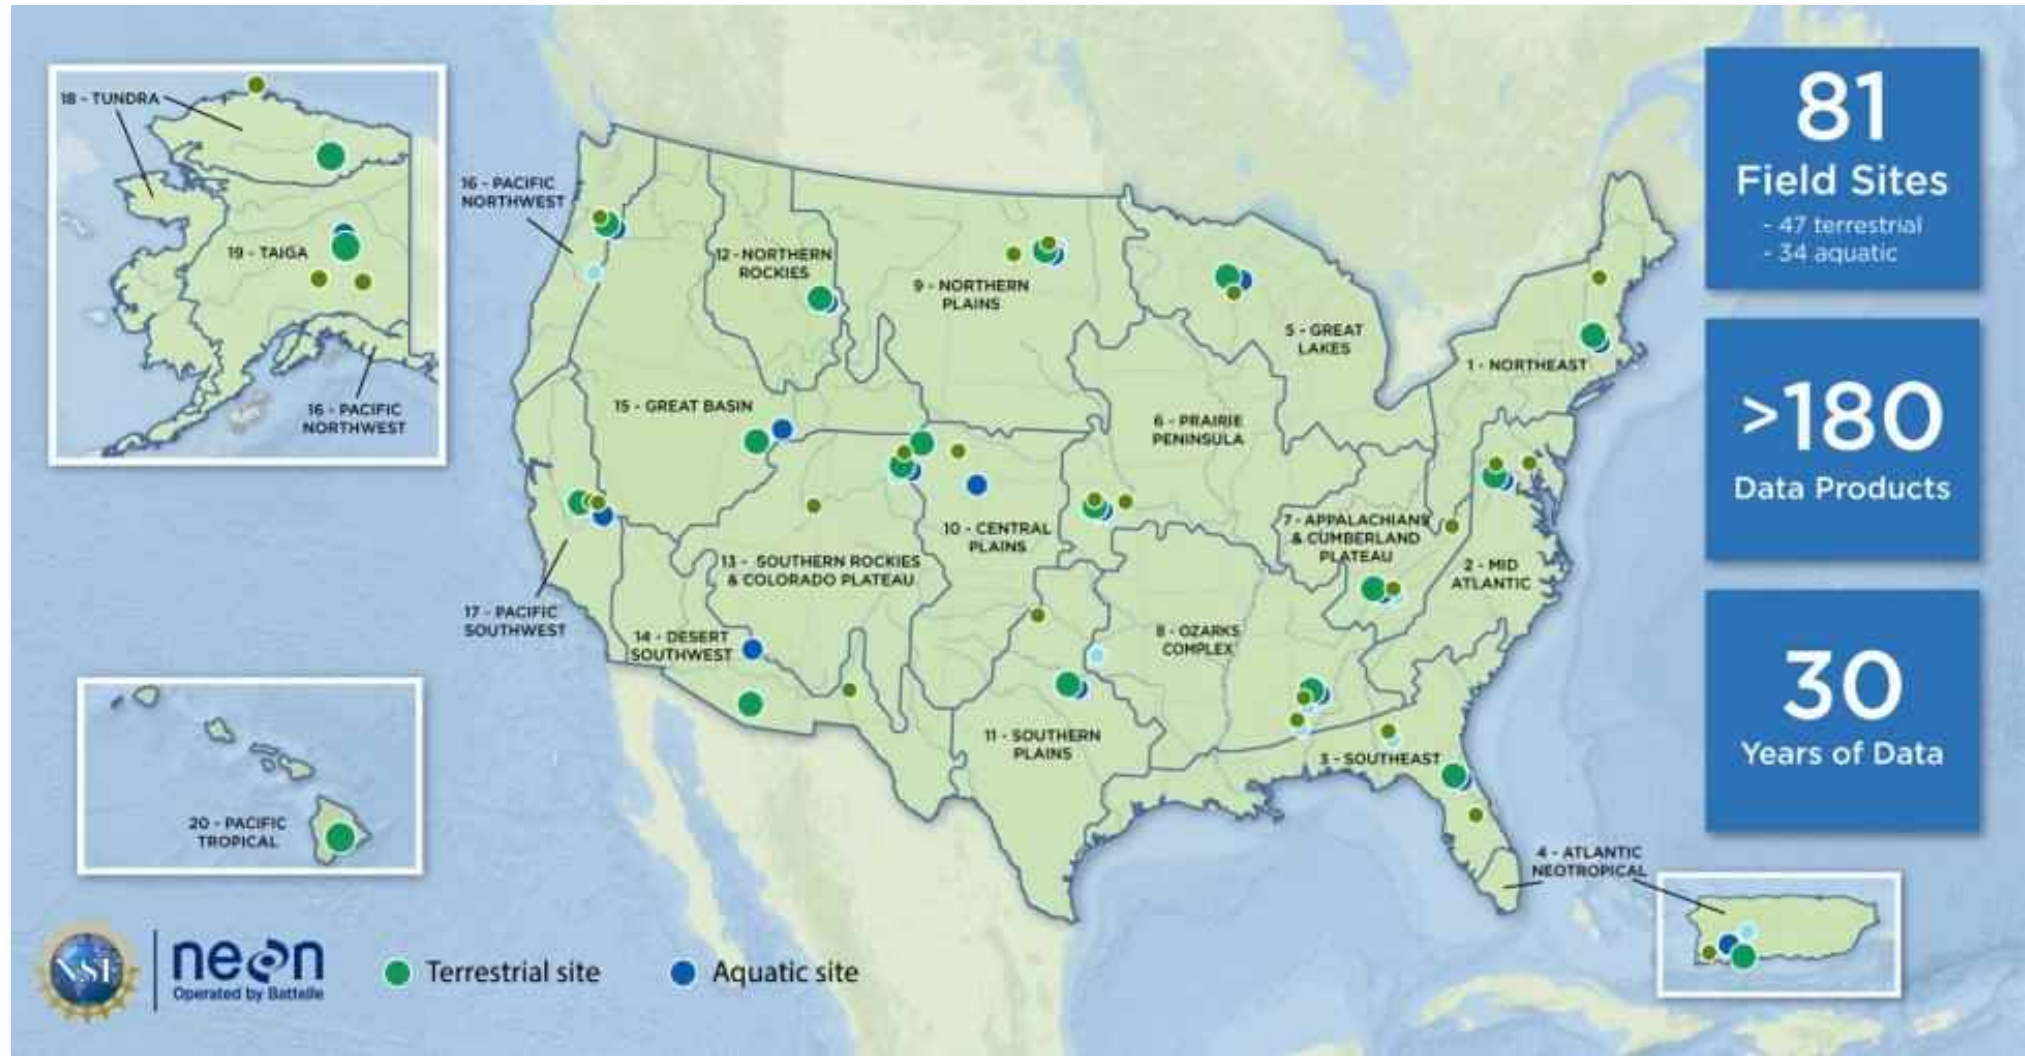 18 - TUNDRA
19 - TAIGA
16 - PACIFIC
NORTHWEST
16 - PACIFIC
NORTHWEST
12 - NORTHERN
ROCKIES
9 - NORTHERN
PLAINS
5 - GREAT
LAKES
1 - NORTHEAST
15 - GREAT BASIN
6 - PRAIRIE
PENINSULA
10 - CENTRAL
PLAINS
7 - APPALACHIANS
& CUMBERLAND
PLATEAU
2 - MID
ATLANTIC
13 - SOUTHERN ROCKIES
& COLORADO PLATEAU
17 - PACIFIC
SOUTHWEST
14 - DESERT
SOUTHWEST
8 - OZARKS
COMPLEX
11 - SOUTHERN
PLAINS
3 - SOUTHEAST
20 - PACIFIC
TROPICAL
4 - ATLANTIC
NEOTROPICAL
81
Field Sites
- 47 terrestrial
- 34 aquatic
>180
Data Products
30
Years of Data
NSF
neon
Operated by Battelle
Terrestrial site
Aquatic site